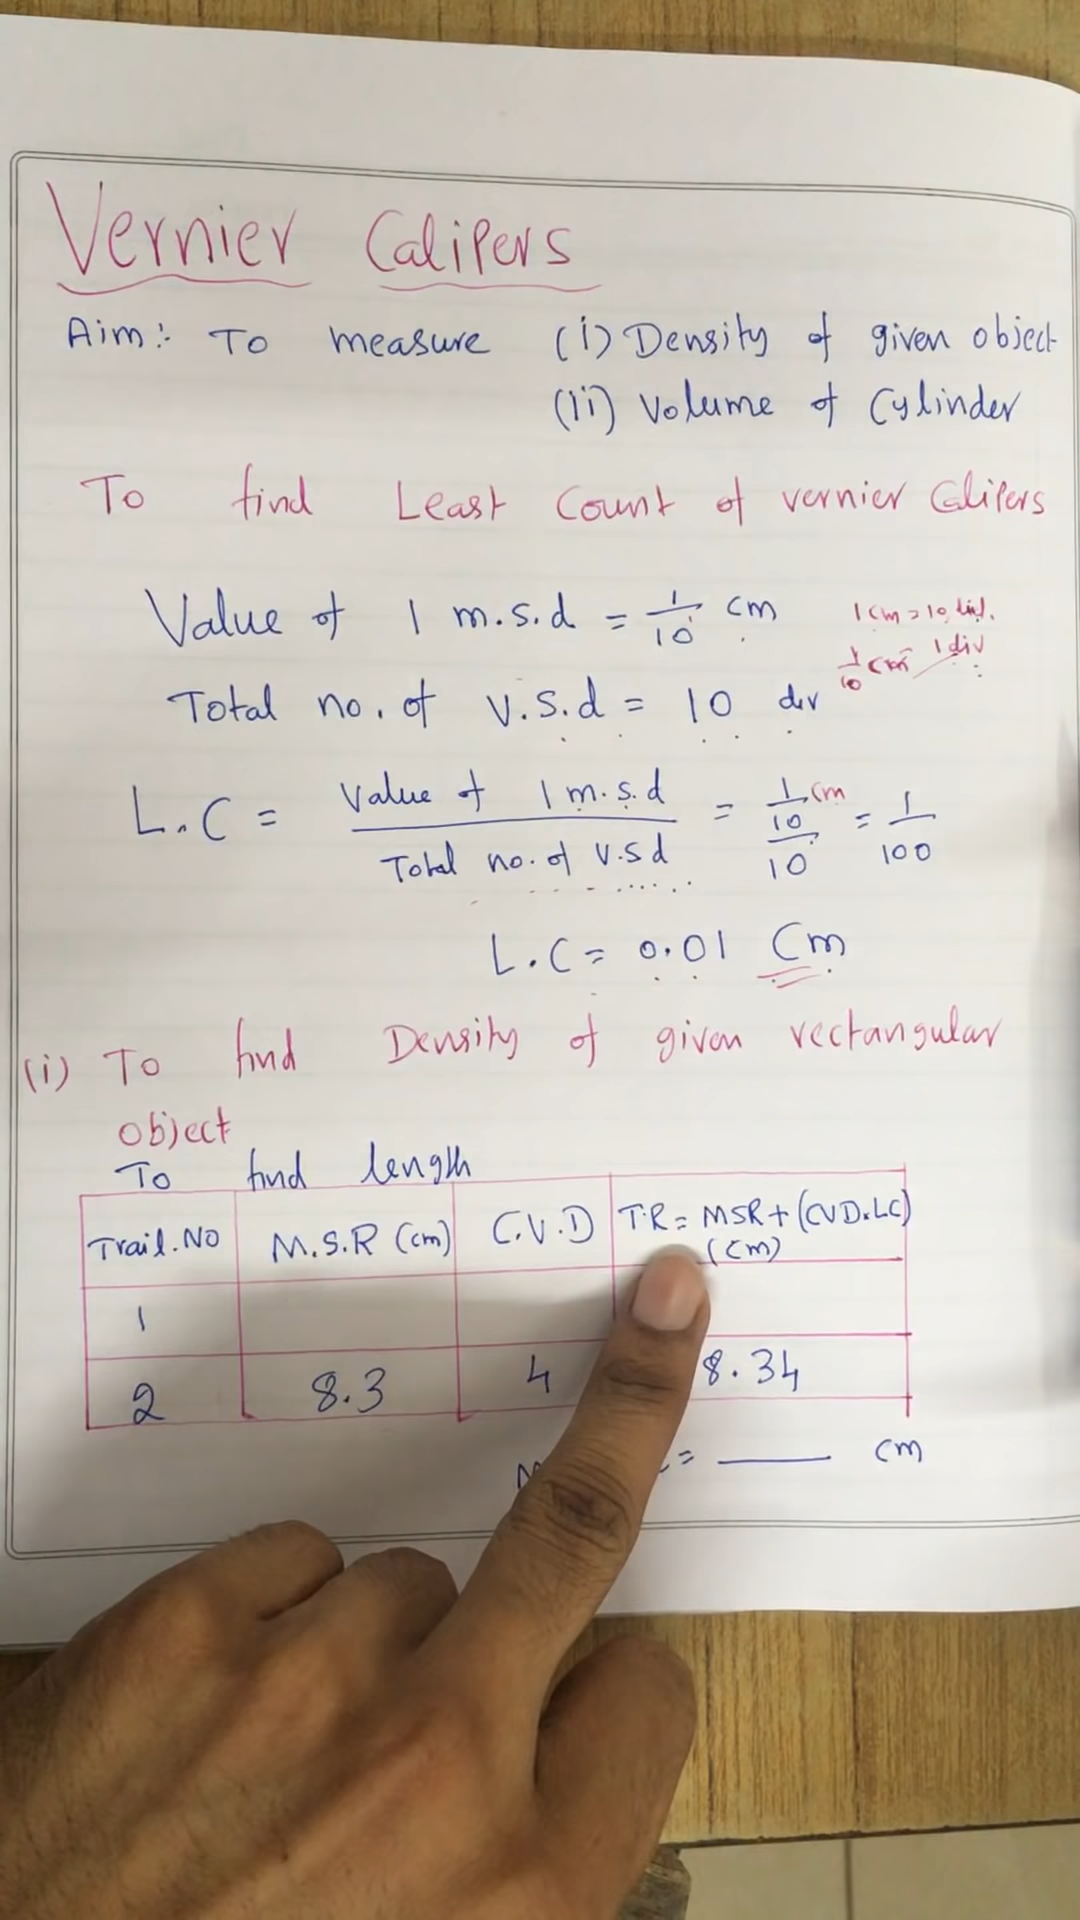 Vernier Calipers
Aim:- To measure (i) Density of given object
(ii) Volume of Cylinder
To find Least Count of vernier Calipers
Value of 1 m.s.d = 1/10 cm
1cm = 10 div.
1/10 cm = 1 div
Total no. of v.s.d = 10 div
L.C = Value of 1 m.s.d / Total no. of v.s.d = 1/10 cm / 10 = 1/100
L.C = 0.01 Cm
(i) To find Density of given rectangular
object
To find length
Trail.No M.S.R (cm) C.V.D T.R = MSR + (CVD.LC) (cm)
1
2 8.3 4 8.34
= ____ cm